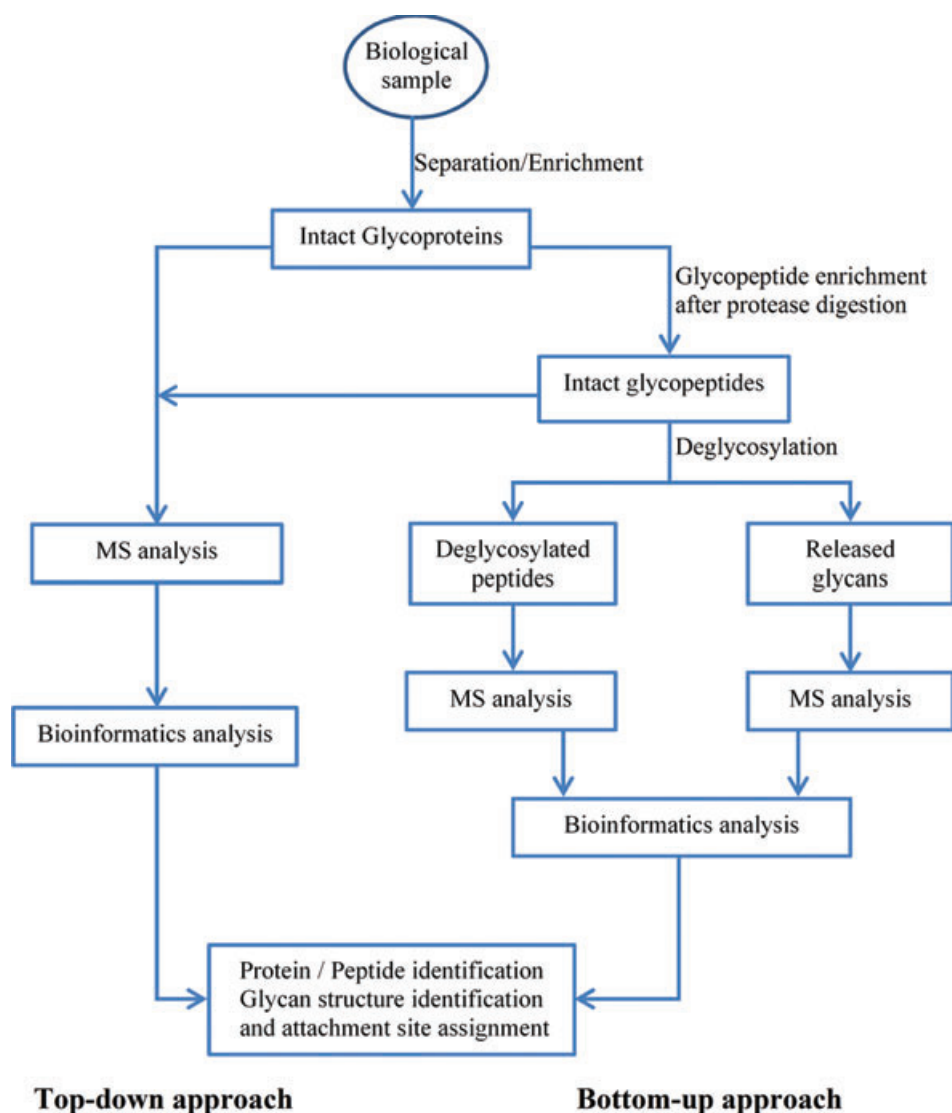 Biological
sample
Separation/Enrichment
Intact Glycoproteins
Glycopeptide enrichment
after protease digestion
Intact glycopeptides
Deglycosylation
MS analysis
Deglycosylated
peptides
Released
glycans
MS analysis
MS analysis
Bioinformatics analysis
Bioinformatics analysis
Protein / Peptide identification
Glycan structure identification
and attachment site assignment
Top-down approach
Bottom-up approach